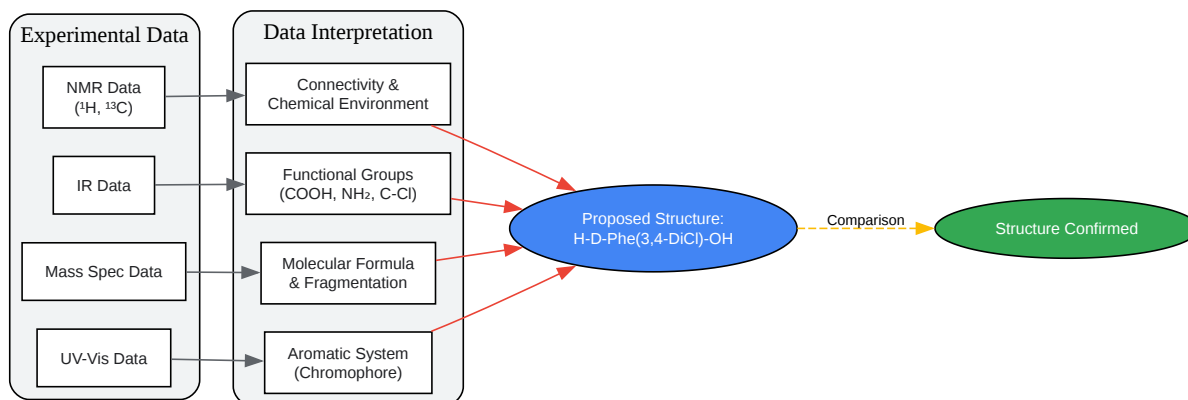 Experimental Data
NMR Data
(¹H, ¹³C)
IR Data
Mass Spec Data
UV-Vis Data
Data Interpretation
Connectivity &
Chemical Environment
Functional Groups
(COOH, NH₂, C-Cl)
Molecular Formula
& Fragmentation
Aromatic System
(Chromophore)
Proposed Structure:
H-D-Phe(3,4-DiCl)-OH
Comparison
Structure Confirmed